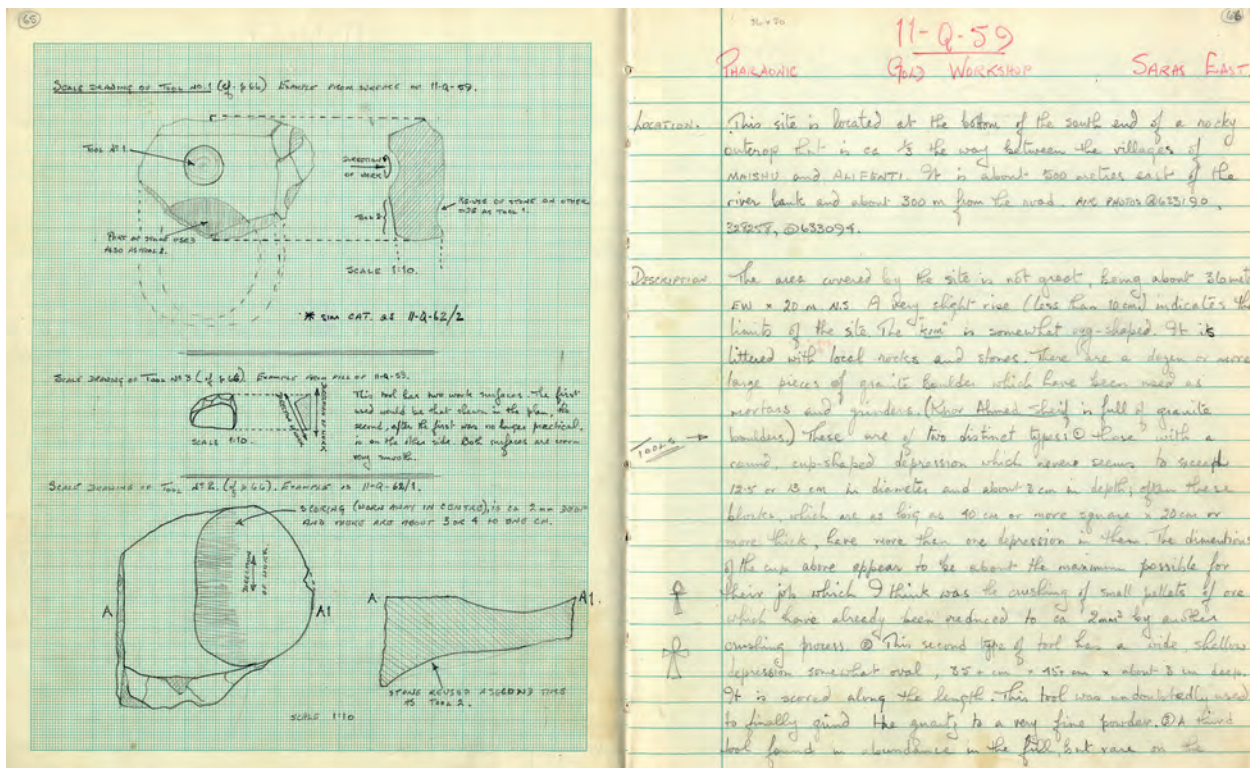 65
SCALE DRAWING OF TOOL NO. 1 (cf. p 66) EXAMPLE FROM SURFACE OF 11-Q-59.
TOOL No 1.
DIRECTION
OF WORK
TOOL 2
REUSE OF STONE ON OTHER
SIDE AS TOOL 1.
PART OF STONE USED
ALSO AS TOOL 2.
SCALE 1:10.
* SIM CAT. AS 11-Q-62/2
SCALE DRAWING OF TOOL No 3 (cf p 66). EXAMPLE FROM FILL OF 11-Q-59.
SCALE 1:10.
DIRECTION OF WORK
This tool has two work surfaces. The first
used would be that shown in the plan, the
second, after the first was no longer practical,
is on the other side. Both surfaces are worn
very smooth.
SCALE DRAWING OF TOOL No 2. (cf p 66). EXAMPLE IS 11-Q-62/1.
SCORING (WORN AWAY IN CENTRE), IS ca 2 mm DEEP
AND THERE ARE ABOUT 3 OR 4 TO ONE CM.
DIRECTION
OF WORK
A
A1
A
A1.
STONE REUSED A SECOND TIME
AS TOOL 2.
SCALE 1:10
66
11-Q-59
PHARAONIC GOLD WORKSHOP SARAS EAST.
LOCATION. This site is located at the bottom of the south end of a rocky
outcrop that is ca ⅓ the way between the villages of
MAISHU and ALIFENTI. It is about 500 metres east of the
river bank and about 300 m from the road. AIR PHOTOS @633190,
328258, @633094.
DESCRIPTION The area covered by the site is not great, being about 36 met
EW × 20 m N.S. A very slight rise (less than 10 cm) indicates the
limits of the site. The "kom" is somewhat egg-shaped. It is
littered with local rocks and stones. There are a dozen or more
large pieces of granite boulder which have been used as
mortars and grinders. (Khor Ahmed Sherif is full of granite
TOOLS → boulders.) These are of two distinct types: ① those with a
round, cup-shaped depression which never seems to exceed
12.5 or 13 cm in diameter and about 8 cm in depth; often these
blocks, which are as big as 40 cm or more square × 20 cm or
more thick, have more than one depression in them. The dimentions
of the cup above appear to be about the maximum possible for
their job which I think was the crushing of small pellets of ore
which have already been reduced to ca 2mm³ by another
crushing process. ② This second type of tool has a wide shallow
depression somewhat oval, 35+ cm × 45+ cm × about 8 cm deep.
It is scored along the length. This tool was undoubtedly used
to finally grind the quartz to a very fine powder. ③ A third
tool found in abundance in the fill, but rare on the